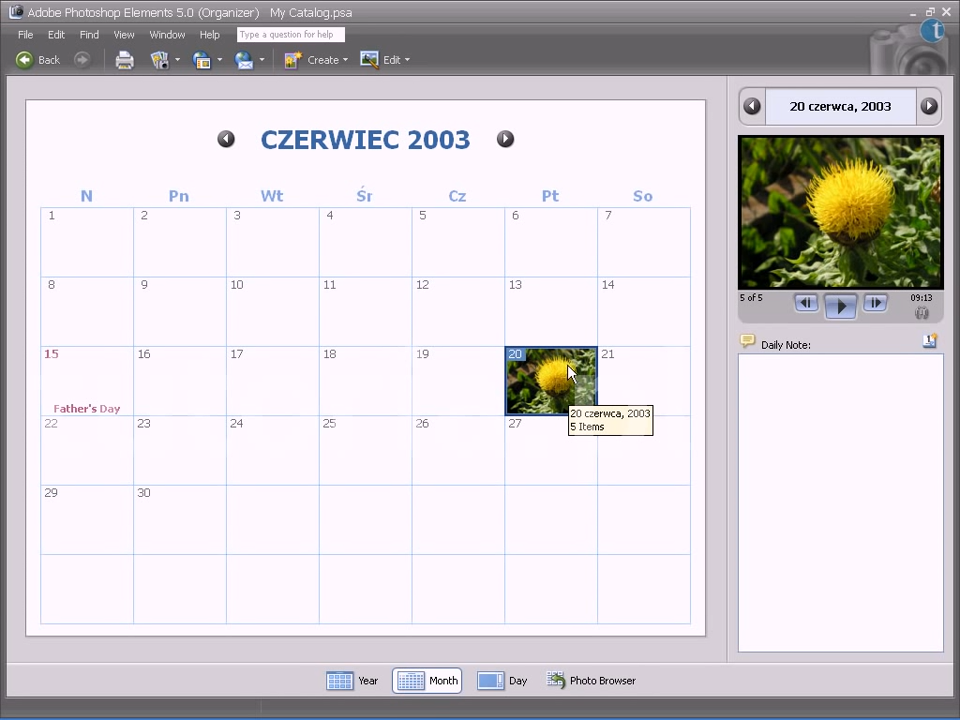 Adobe Photoshop Elements 5.0 (Organizer) My Catalog.psa
File Edit Find View Window Help Type a question for help
Back Create Edit
20 czerwca, 2003
CZERWIEC 2003
N Pn Wt Śr Cz Pt So
1 2 3 4 5 6 7
8 9 10 11 12 13 14
15 16 17 18 19 20 21
Father's Day
20 czerwca, 2003
5 Items
22 23 24 25 26 27
29 30
5 of 5 09:13
Daily Note:
Year Month Day Photo Browser